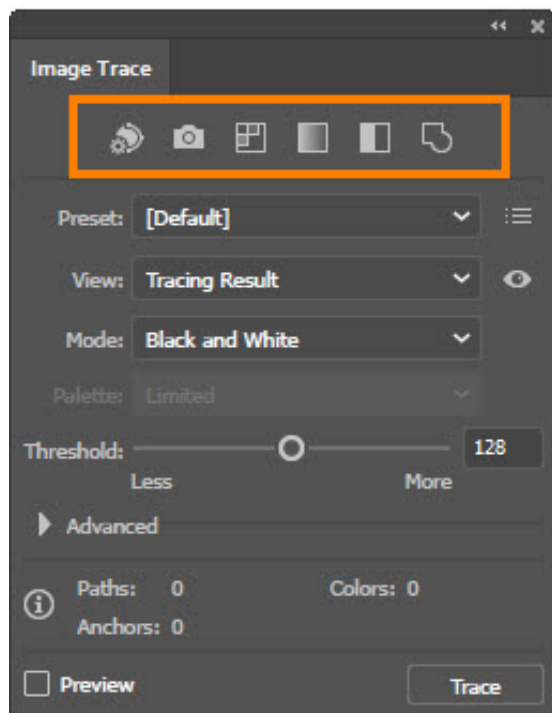 Image Trace
Preset: [Default]
View: Tracing Result
Mode: Black and White
Palette: Limited
Threshold: 128
Less More
Advanced
Paths: 0 Colors: 0
Anchors: 0
Preview Trace